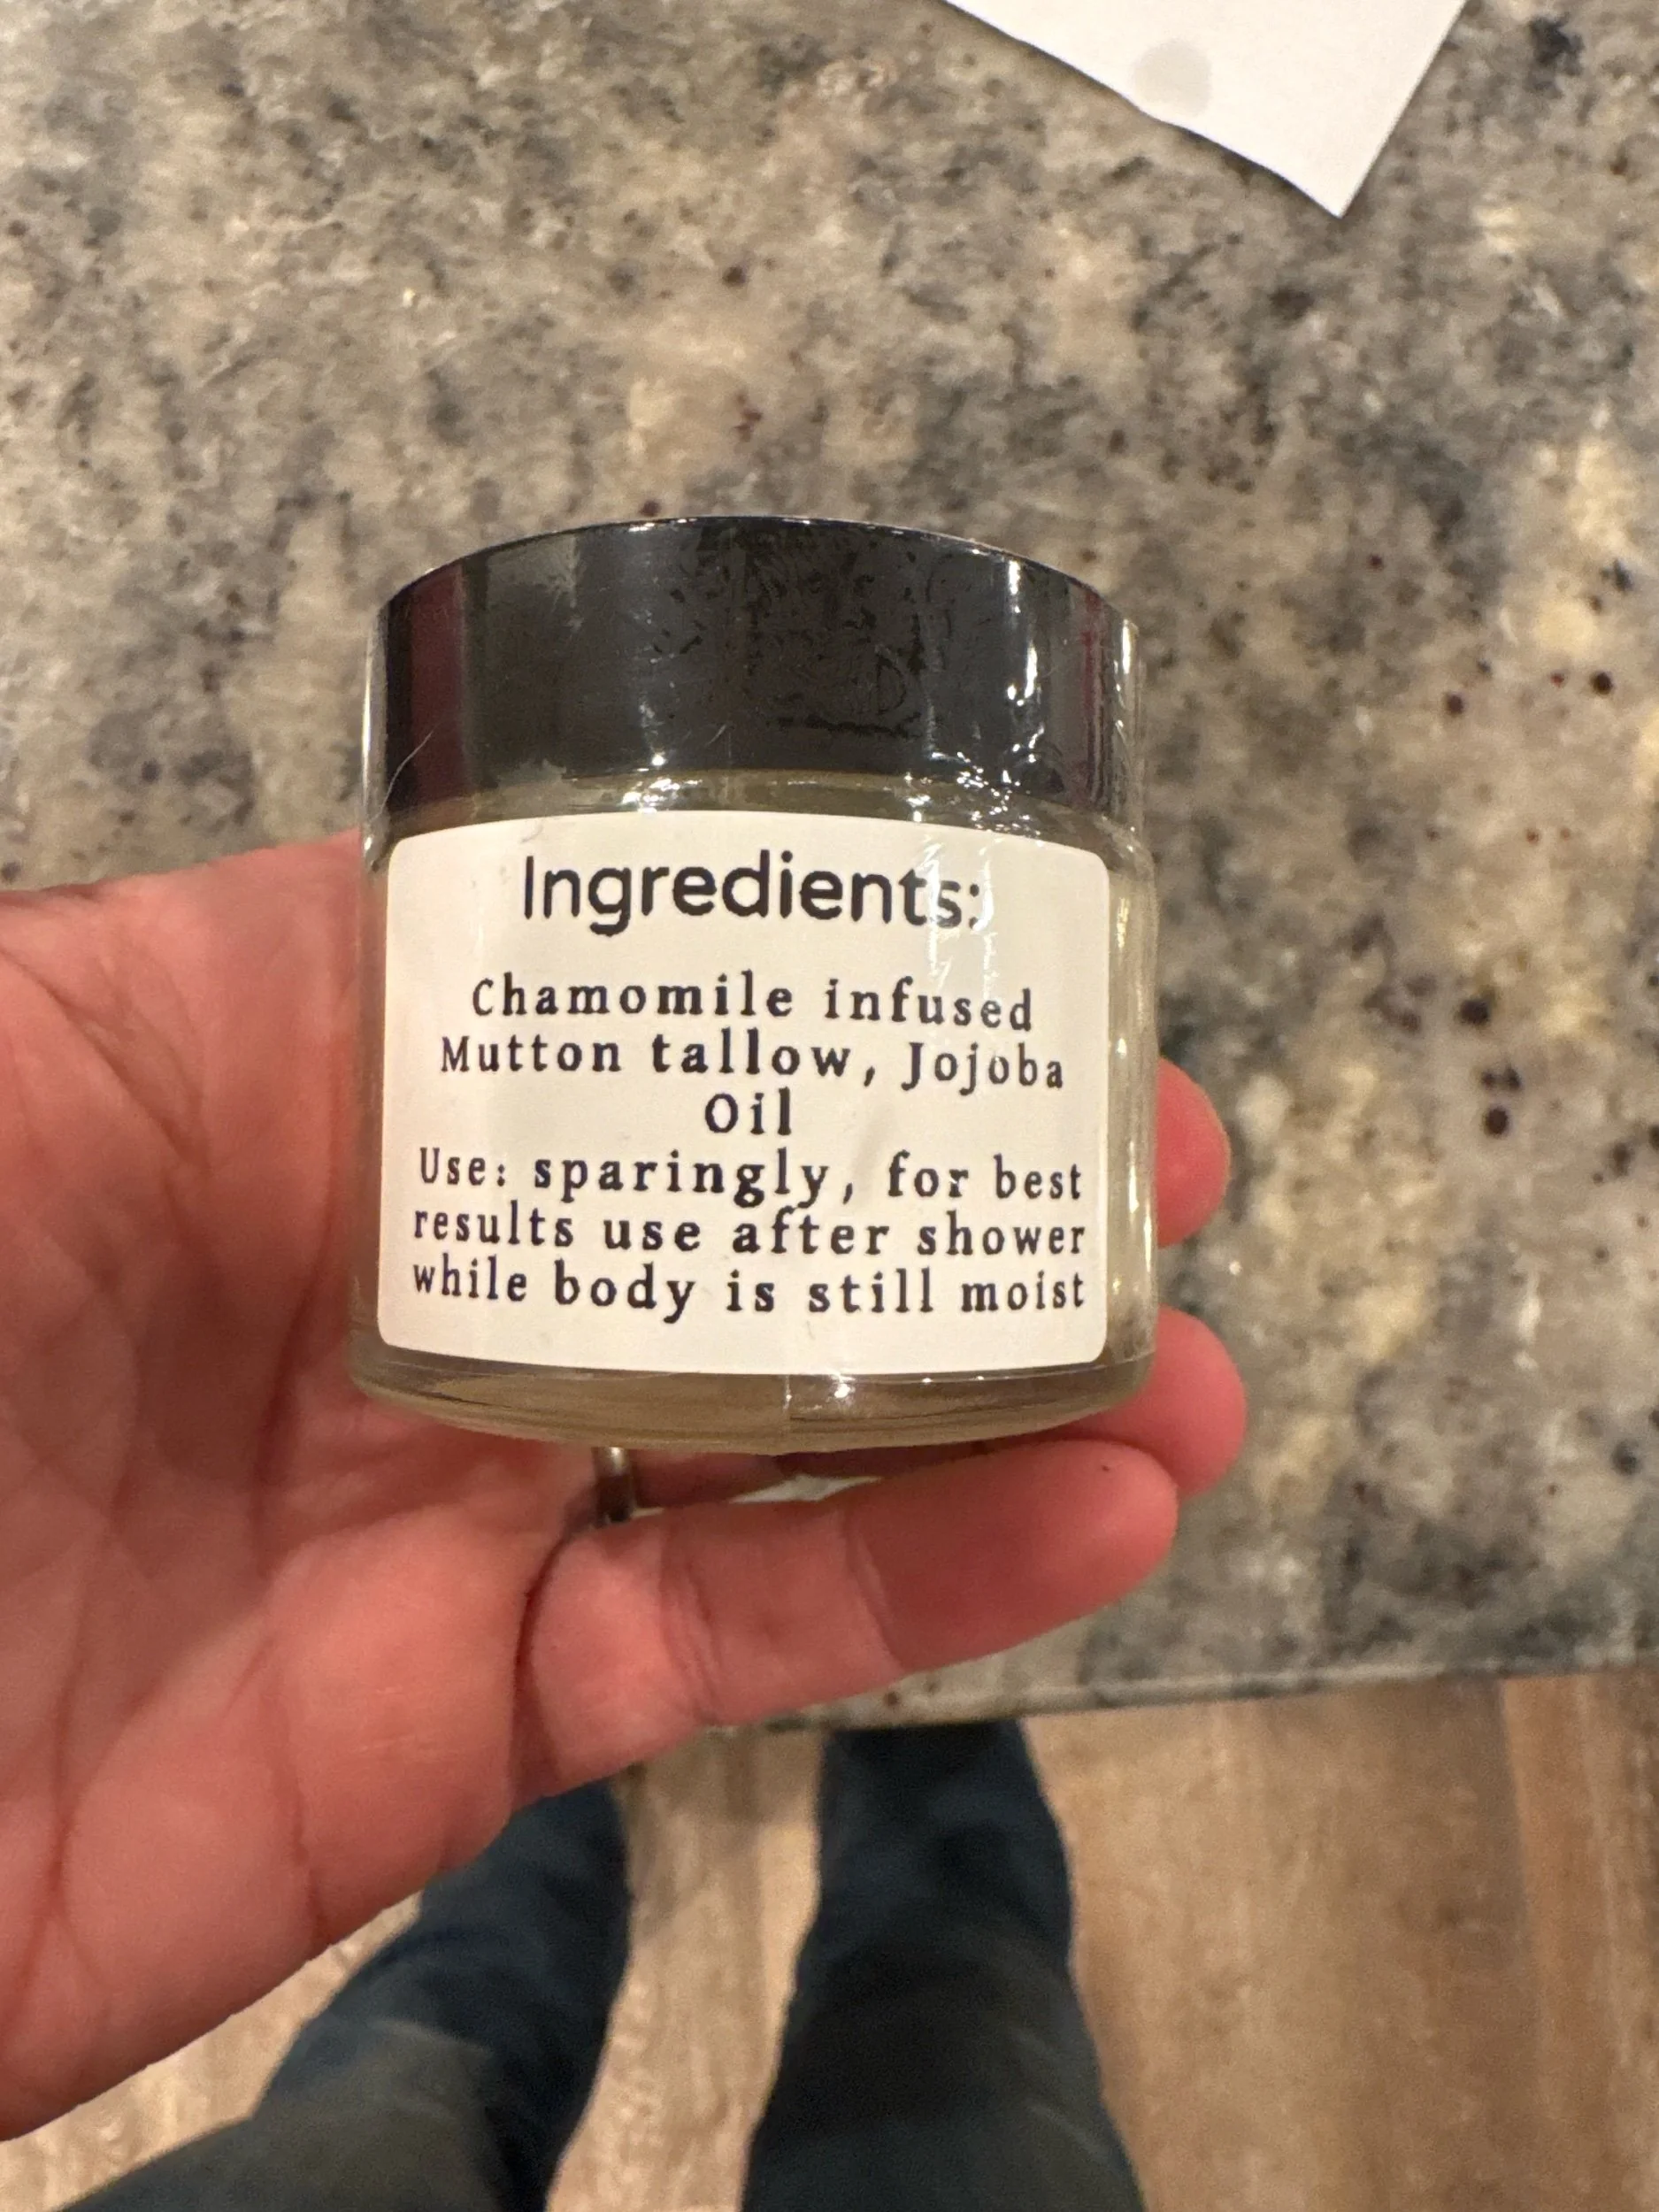 Ingredients:
Chamomile infused
Mutton tallow, Jojoba
Oil
Use: sparingly, for best
results use after shower
while body is still moist